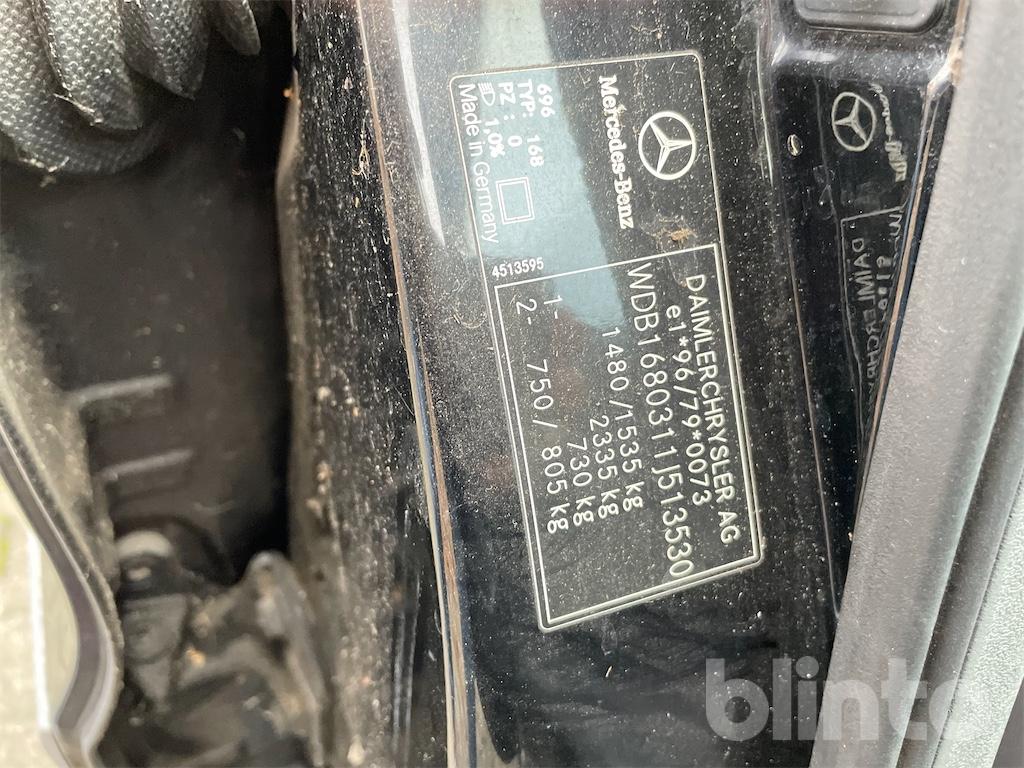 Mercedes-Benz
696
TYP: 168
PZ: 0
1,0%
Made in Germany
4513595
DAIMLERCHRYSLER AG
e1*96/79*0073
WDB1680311J513530
1480/1535 kg
2335 kg
1- 730 kg
2- 750/ 805 kg
blinto